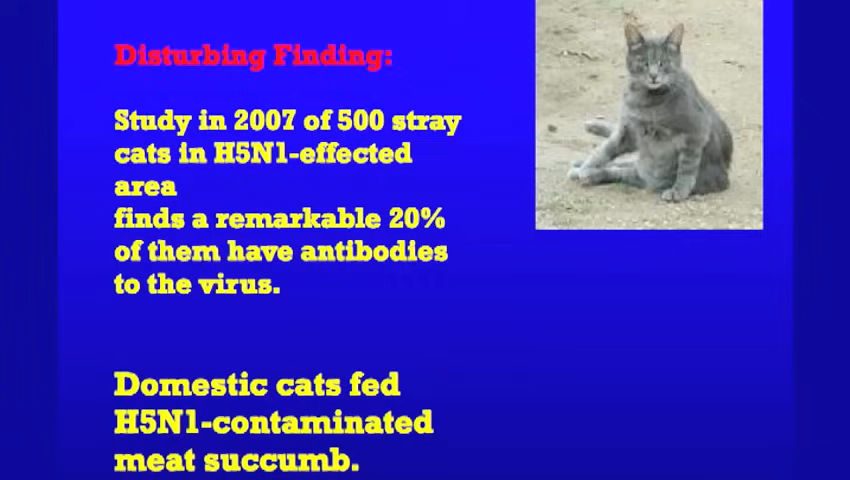 Disturbing Finding:
Study in 2007 of 500 stray
cats in H5N1-effected
area
finds a remarkable 20%
of them have antibodies
to the virus.
Domestic cats fed
H5N1-contaminated
meat succumb.